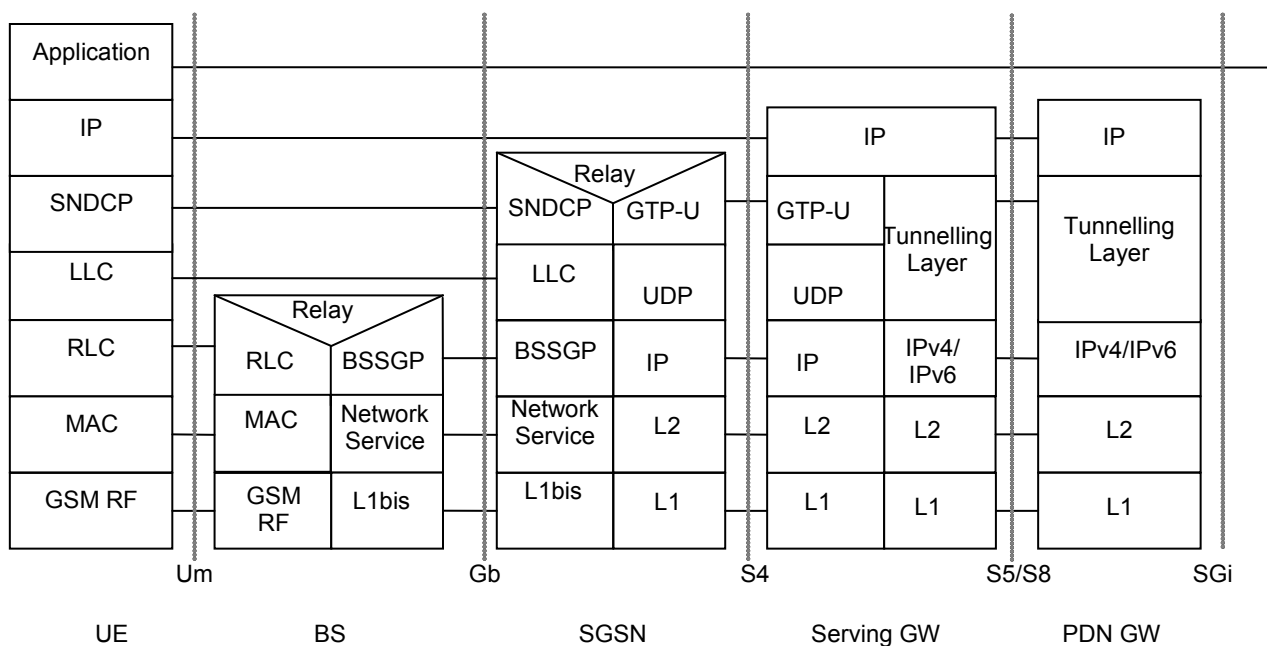 Application
IP
SNDCP
LLC
RLC
MAC
GSM RF
Relay
RLC
BSSGP
MAC
Network
Service
GSM
RF
L1bis
Relay
SNDCP
GTP-U
LLC
UDP
BSSGP
IP
Network
Service
L2
L1bis
L1
IP
GTP-U
Tunnelling
Layer
UDP
IP
IPv4/
IPv6
L2
L2
L1
L1
IP
Tunnelling
Layer
IPv4/IPv6
L2
L1
Um
Gb
S4
S5/S8
SGi
UE
BS
SGSN
Serving GW
PDN GW